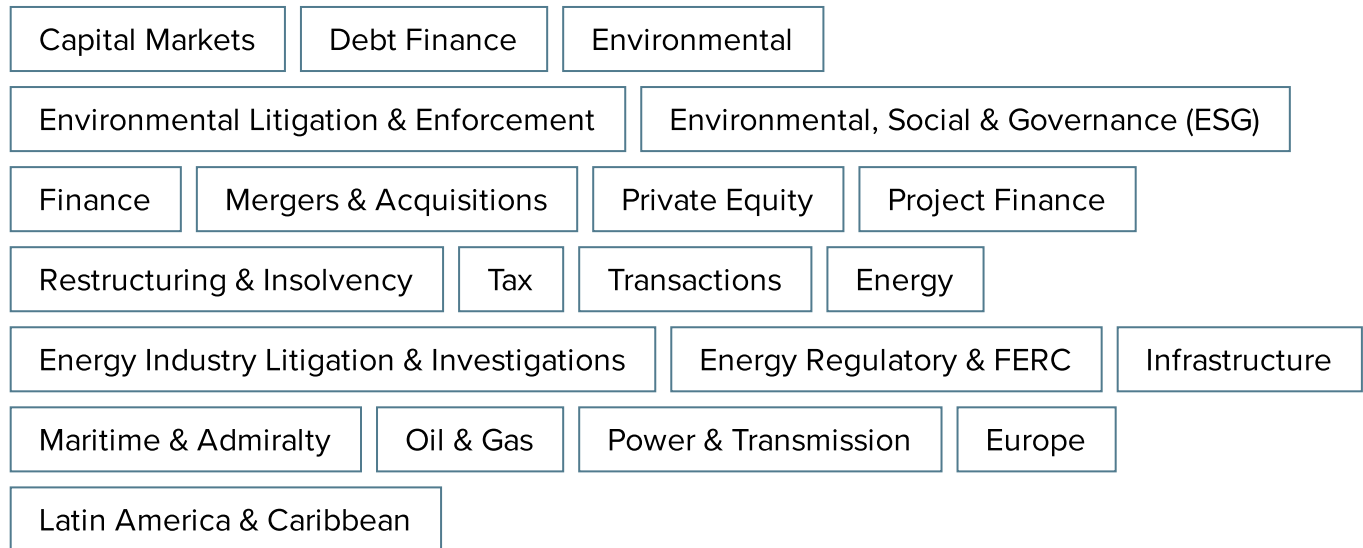 Capital Markets Debt Finance Environmental
Environmental Litigation & Enforcement Environmental, Social & Governance (ESG)
Finance Mergers & Acquisitions Private Equity Project Finance
Restructuring & Insolvency Tax Transactions Energy
Energy Industry Litigation & Investigations Energy Regulatory & FERC Infrastructure
Maritime & Admiralty Oil & Gas Power & Transmission Europe
Latin America & Caribbean